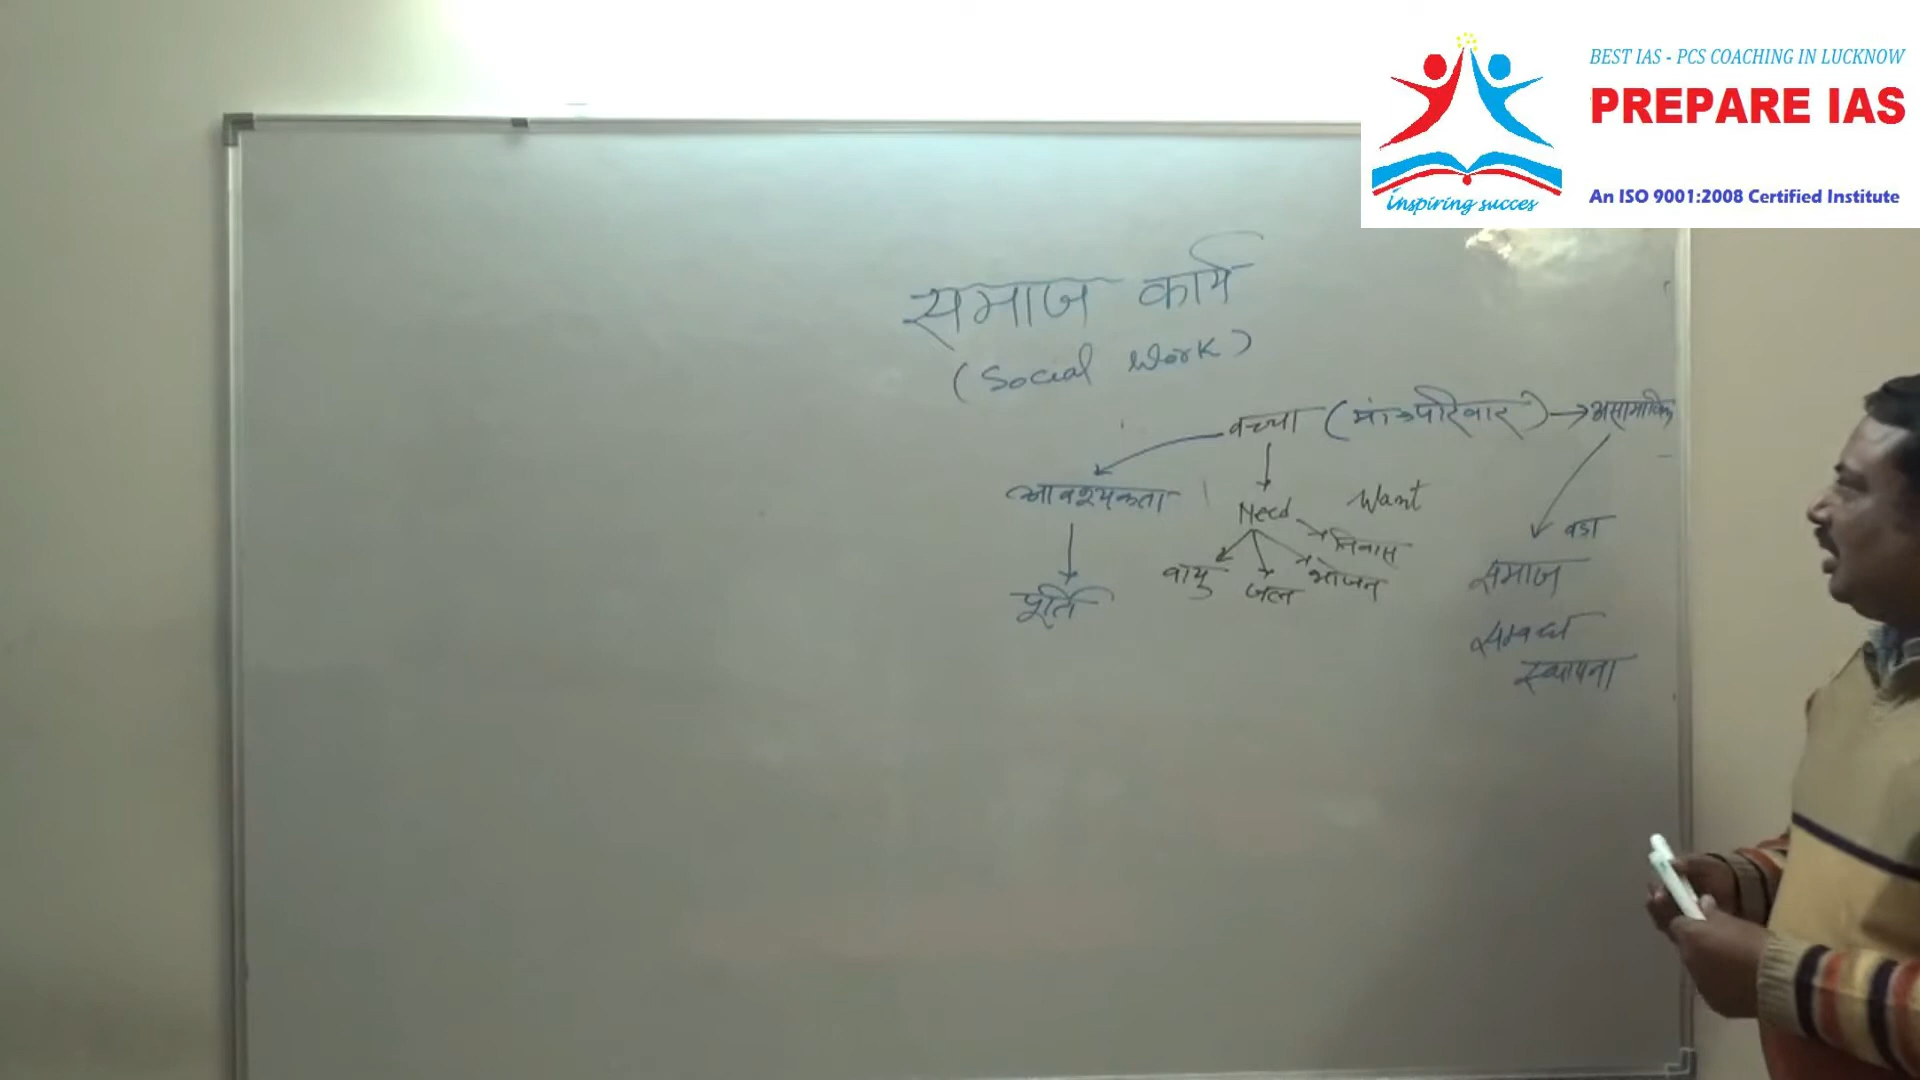 BEST IAS - PCS COACHING IN LUCKNOW
PREPARE IAS
An ISO 9001:2008 Certified Institute
inspiring succes
समाज कार्य
(Social Work)
बच्चा (मां→परिवार) → असामाजिक
आवश्यकता Need Want
निवास
वायु जल भोजन
पूर्ति
बडा
समाज
सम्बन्ध
स्थापना